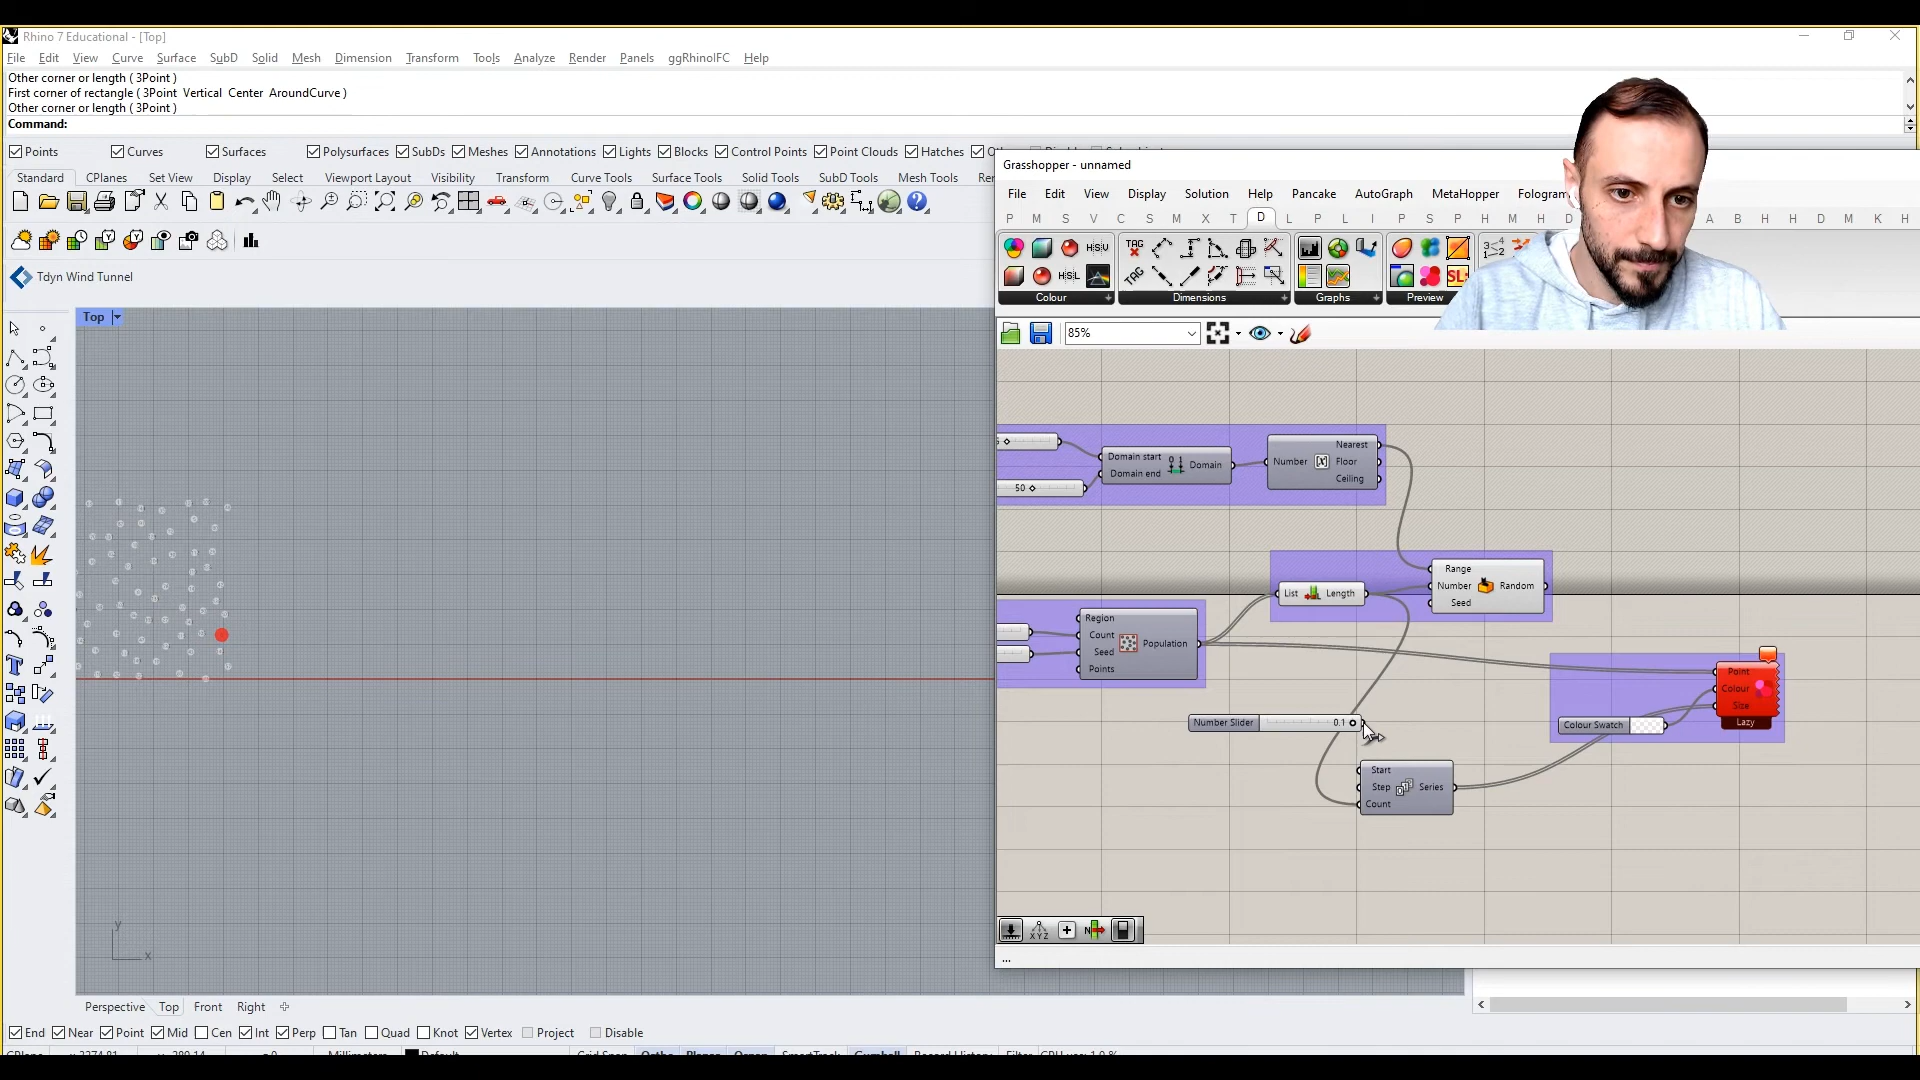 Rhino 7 Educational - [Top]
File Edit View Curve Surface SubD Solid Mesh Dimension Transform Tools Analyze Render Panels ggRhinoIFC Help
Other corner or length ( 3Point )
First corner of rectangle ( 3Point Vertical Center AroundCurve )
Other corner or length ( 3Point )
Command:
Points Curves Surfaces Polysurfaces SubDs Meshes Annotations Lights Blocks Control Points Point Clouds Hatches
Standard CPlanes Set View Display Select Viewport Layout Visibility Transform Curve Tools Surface Tools Solid Tools SubD Tools Mesh Tools
Tdyn Wind Tunnel
Top
Grasshopper - unnamed
File Edit View Display Solution Help Pancake AutoGraph MetaHopper Fologram
P M S V C S M X T D L P L I P S P H M H A B H H D M K H
Colour Dimensions Graphs Preview
85%
Domain start
Domain end
Domain
Number
Nearest
Floor
Ceiling
50
Range
Number
Seed
Random
List Length
Region
Count
Seed
Points
Population
Point
Colour
Size
Lazy
Number Slider 0.1
Colour Swatch
Start
Step
Count
Series
...
y
x
Perspective Top Front Right
End Near Point Mid Cen Int Perp Tan Quad Knot Vertex Project Disable